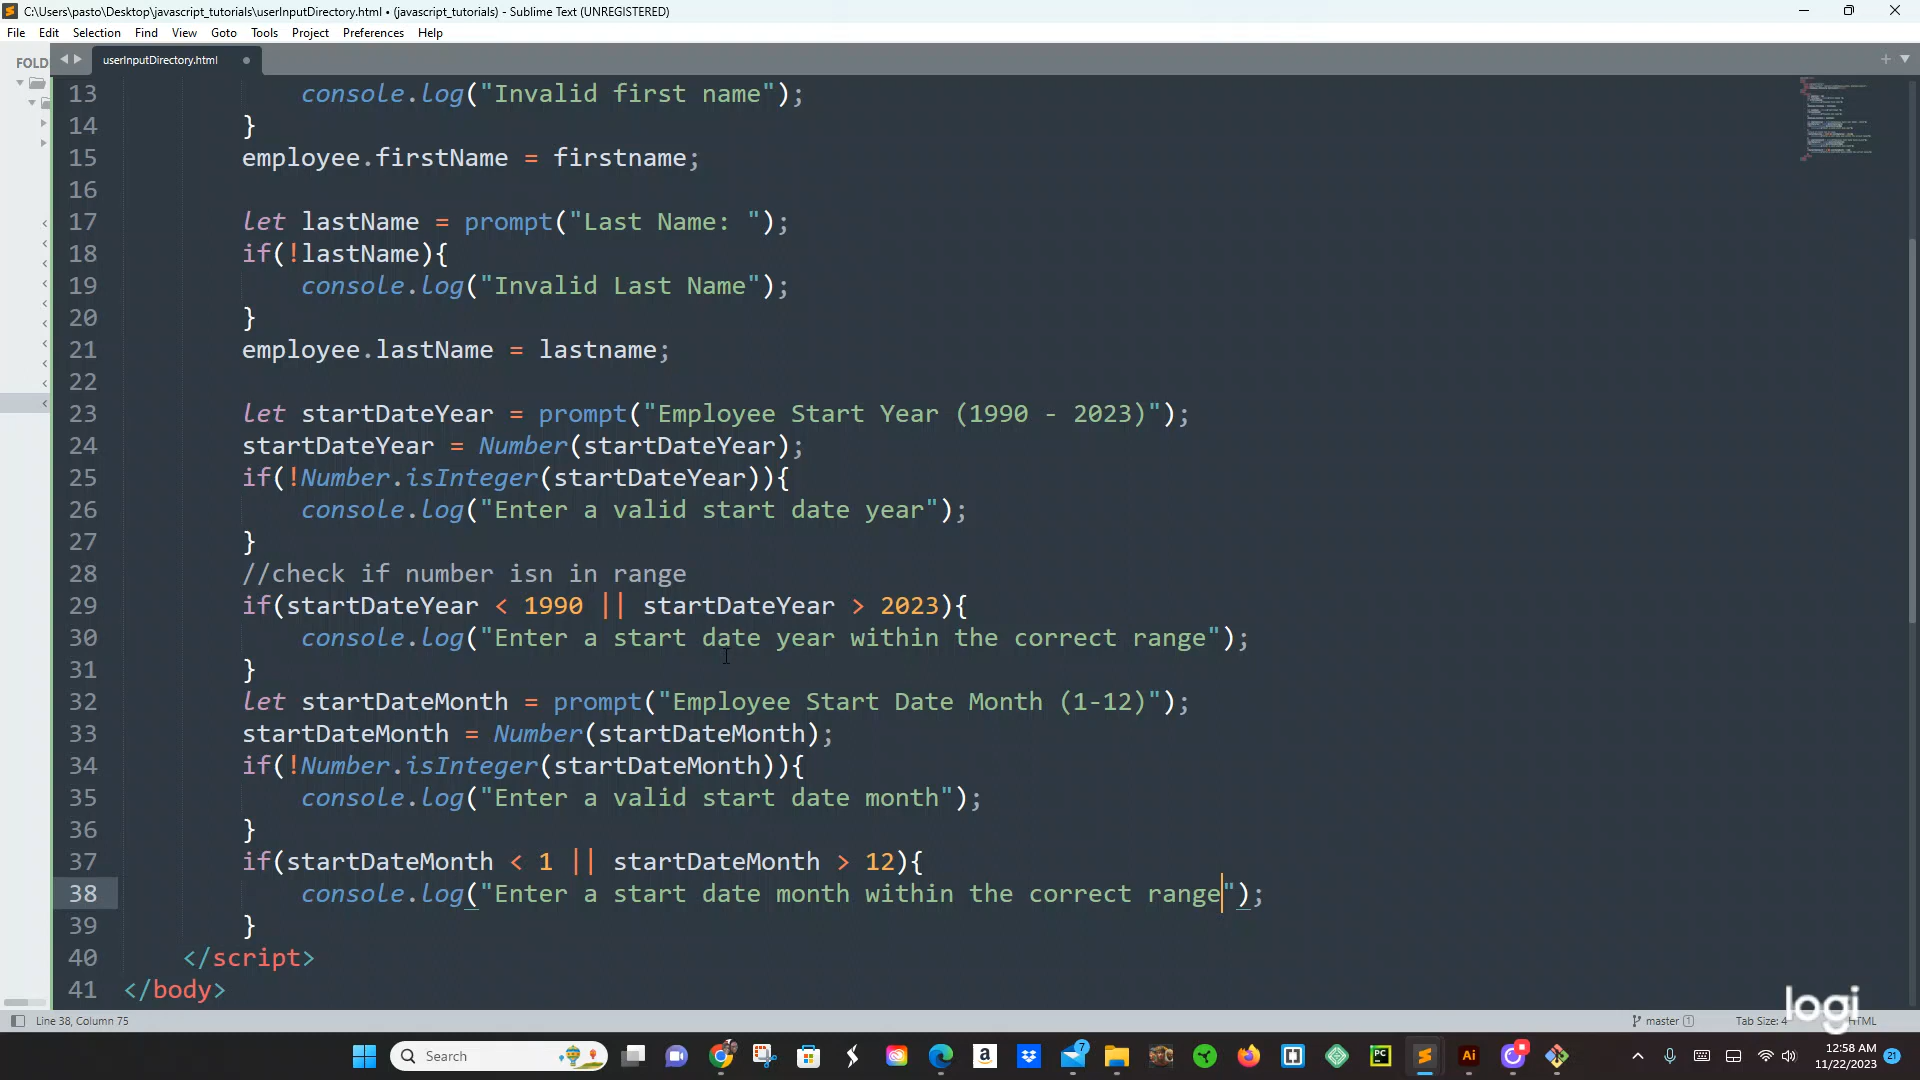 C:\Users\pasto\Desktop\javascript_tutorials\userInputDirectory.html • (javascript_tutorials) - Sublime Text (UNREGISTERED)
File Edit Selection Find View Goto Tools Project Preferences Help
FOLD
userInputDirectory.html
13 console.log("Invalid first name");
14 }
15 employee.firstName = firstname;
16
17 let lastName = prompt("Last Name: ");
18 if(!lastName){
19 console.log("Invalid Last Name");
20 }
21 employee.lastName = lastname;
22
23 let startDateYear = prompt("Employee Start Year (1990 - 2023)");
24 startDateYear = Number(startDateYear);
25 if(!Number.isInteger(startDateYear)){
26 console.log("Enter a valid start date year");
27 }
28 //check if number isn in range
29 if(startDateYear < 1990 || startDateYear > 2023){
30 console.log("Enter a start date year within the correct range");
31 }
32 let startDateMonth = prompt("Employee Start Date Month (1-12)");
33 startDateMonth = Number(startDateMonth);
34 if(!Number.isInteger(startDateMonth)){
35 console.log("Enter a valid start date month");
36 }
37 if(startDateMonth < 1 || startDateMonth > 12){
38 console.log("Enter a start date month within the correct range");
39 }
40 </script>
41 </body>
logi
Line 38, Column 75
master 1
Tab Size: 4
HTML
Search
7
PC
Ai
12:58 AM
11/22/2023
21